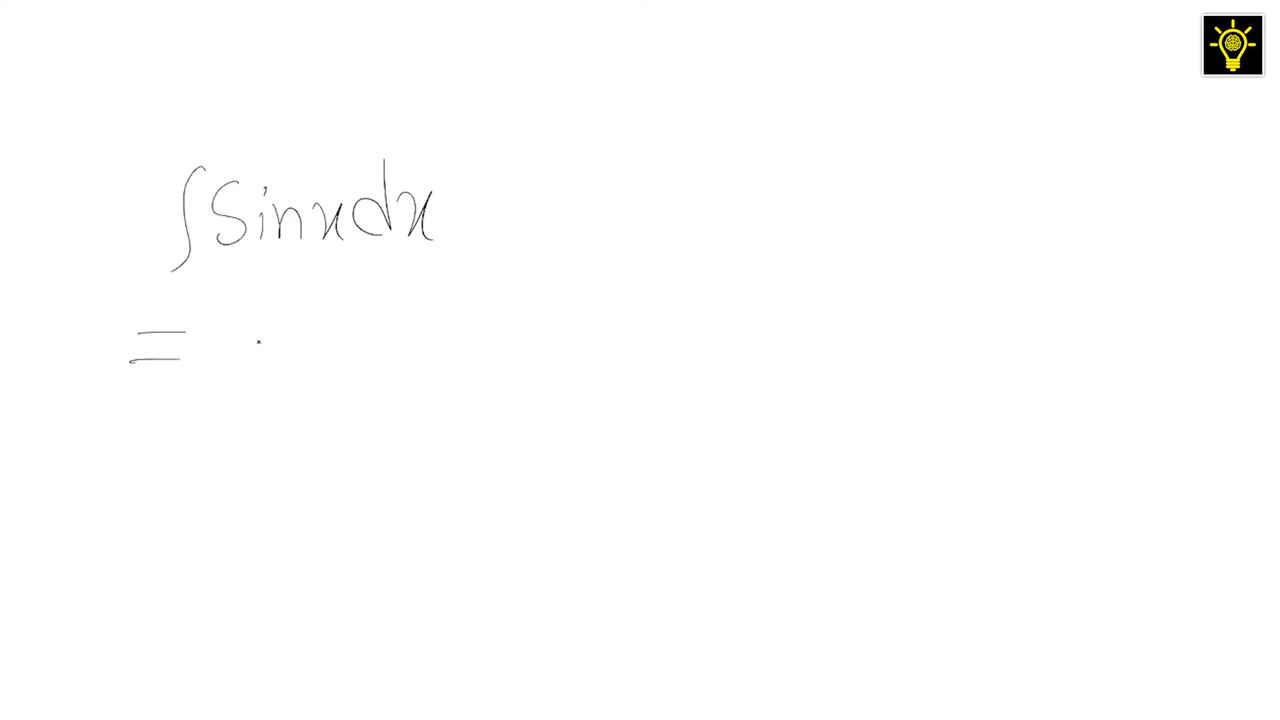 ∫sinxdx
=